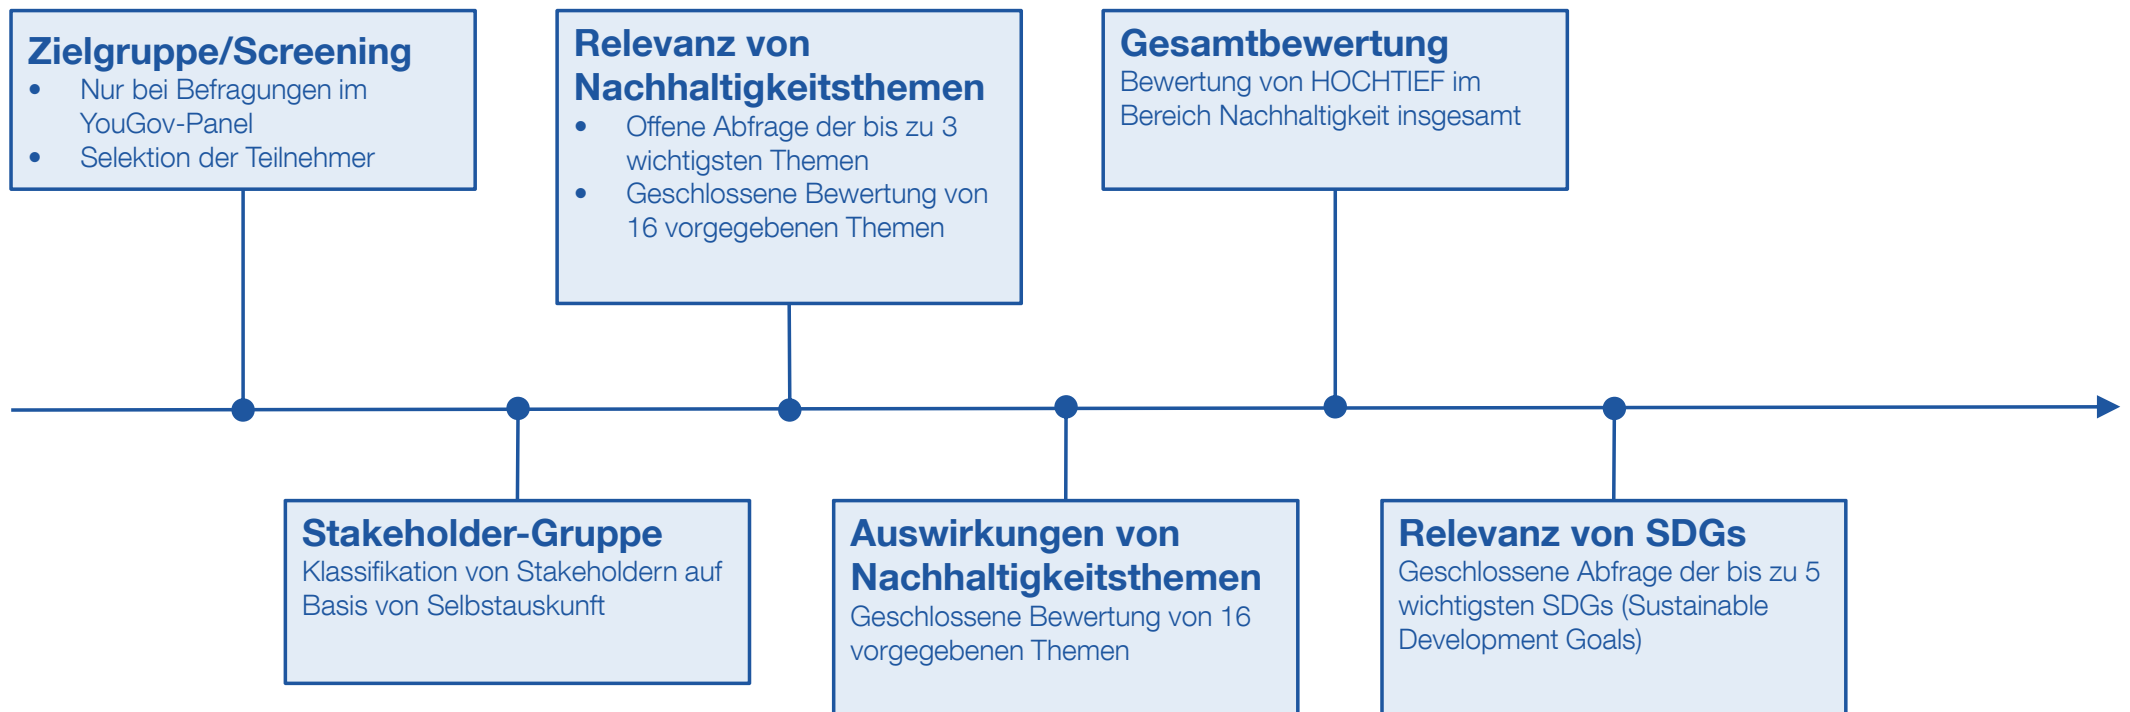 Zielgruppe/Screening
• Nur bei Befragungen im
YouGov-Panel
• Selektion der Teilnehmer
Stakeholder-Gruppe
Klassifikation von Stakeholdern auf
Basis von Selbstauskunft
Relevanz von
Nachhaltigkeitsthemen
• Offene Abfrage der bis zu 3
wichtigsten Themen
• Geschlossene Bewertung von
16 vorgegebenen Themen
Auswirkungen von
Nachhaltigkeitsthemen
Geschlossene Bewertung von 16
vorgegebenen Themen
Gesamtbewertung
Bewertung von HOCHTIEF im
Bereich Nachhaltigkeit insgesamt
Relevanz von SDGs
Geschlossene Abfrage der bis zu 5
wichtigsten SDGs (Sustainable
Development Goals)